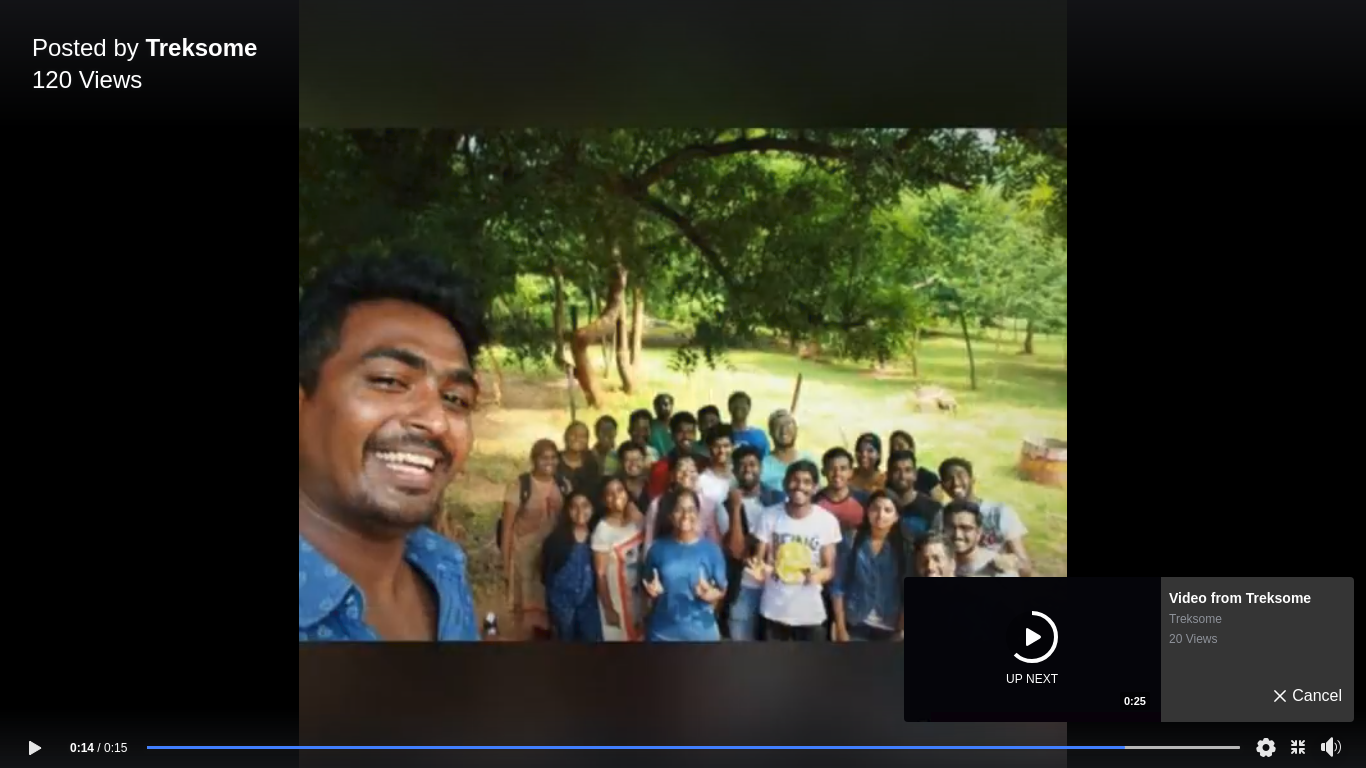 Posted by Treksome
120 Views
BEING
Video from Treksome
Treksome
20 Views
UP NEXT
0:25
Cancel
0:14 / 0:15